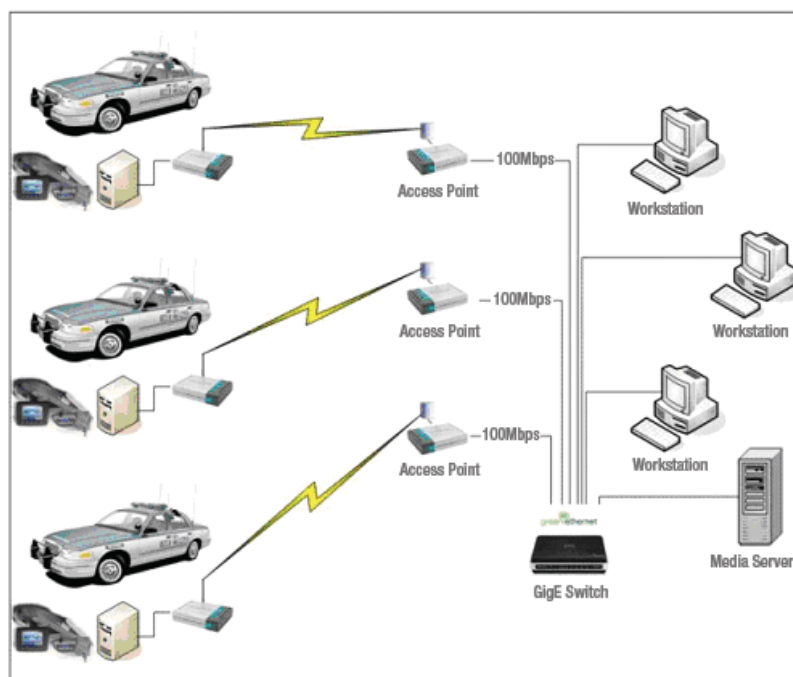 100Mbps
Access Point
Workstation
100Mbps
Access Point
Workstation
100Mbps
Access Point
Workstation
green ethernet
GigE Switch
Media Server